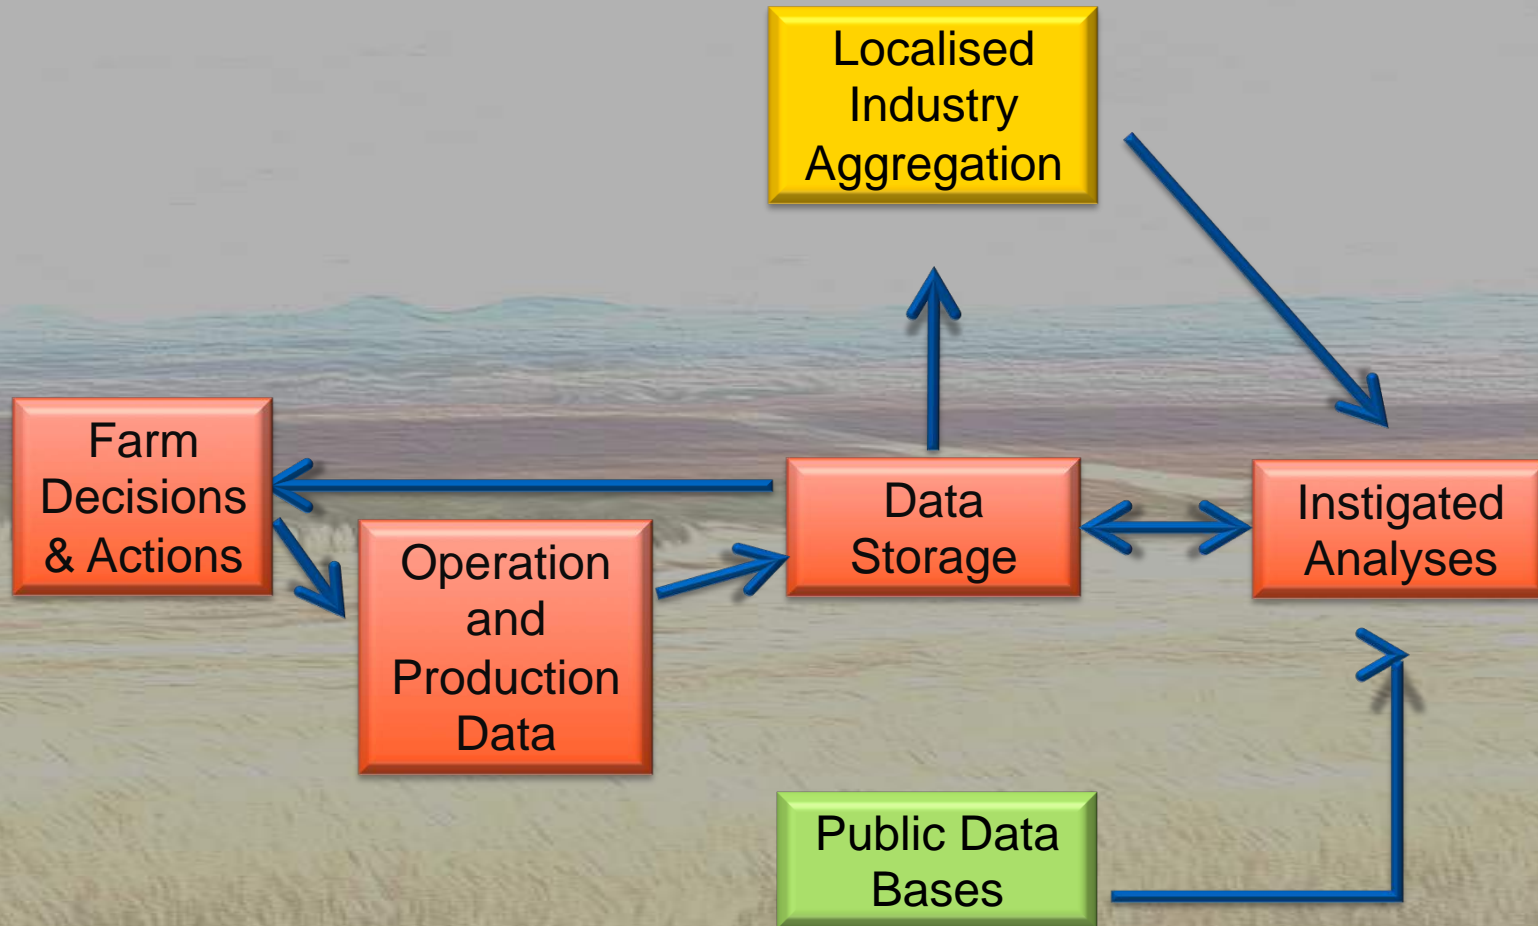 Localised
Industry
Aggregation
Farm
Decisions
& Actions
Operation
and
Production
Data
Data
Storage
Instigated
Analyses
Public Data
Bases